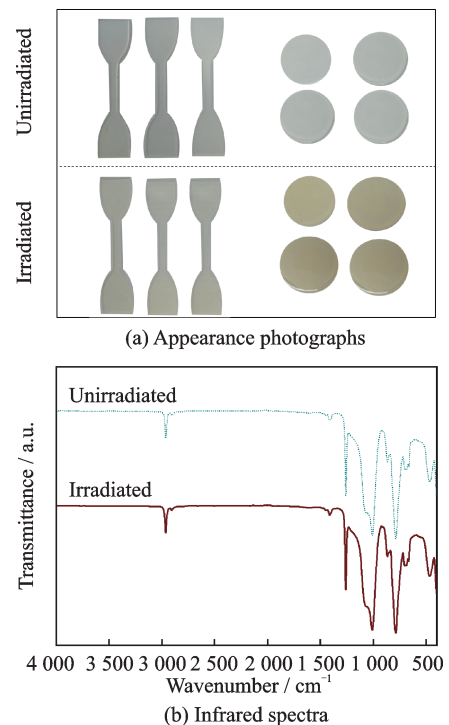 Unirradiated
Irradiated
(a) Appearance photographs
Unirradiated
Irradiated
Transmittance / a.u.
4 000 3 500 3 000 2 500 2 000 1 500 1 000 500
Wavenumber / cm⁻¹
(b) Infrared spectra